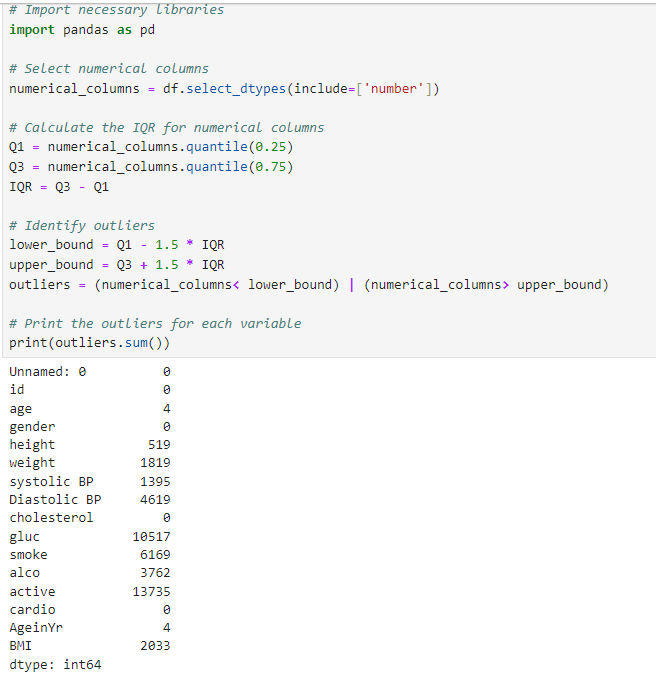 # Import necessary libraries
import pandas as pd
# Select numerical columns
numerical_columns = df.select_dtypes(include=['number'])
# Calculate the IQR for numerical columns
Q1 = numerical_columns.quantile(0.25)
Q3 = numerical_columns.quantile(0.75)
IQR = Q3 - Q1
# Identify outliers
lower_bound = Q1 - 1.5 * IQR
upper_bound = Q3 + 1.5 * IQR
outliers = (numerical_columns< lower_bound) | (numerical_columns> upper_bound)
# Print the outliers for each variable
print(outliers.sum())
Unnamed: 0 0
id 0
age 4
gender 0
height 519
weight 1819
systolic BP 1395
Diastolic BP 4619
cholesterol 0
gluc 10517
smoke 6169
alco 3762
active 13735
cardio 0
AgeinYr 4
BMI 2033
dtype: int64